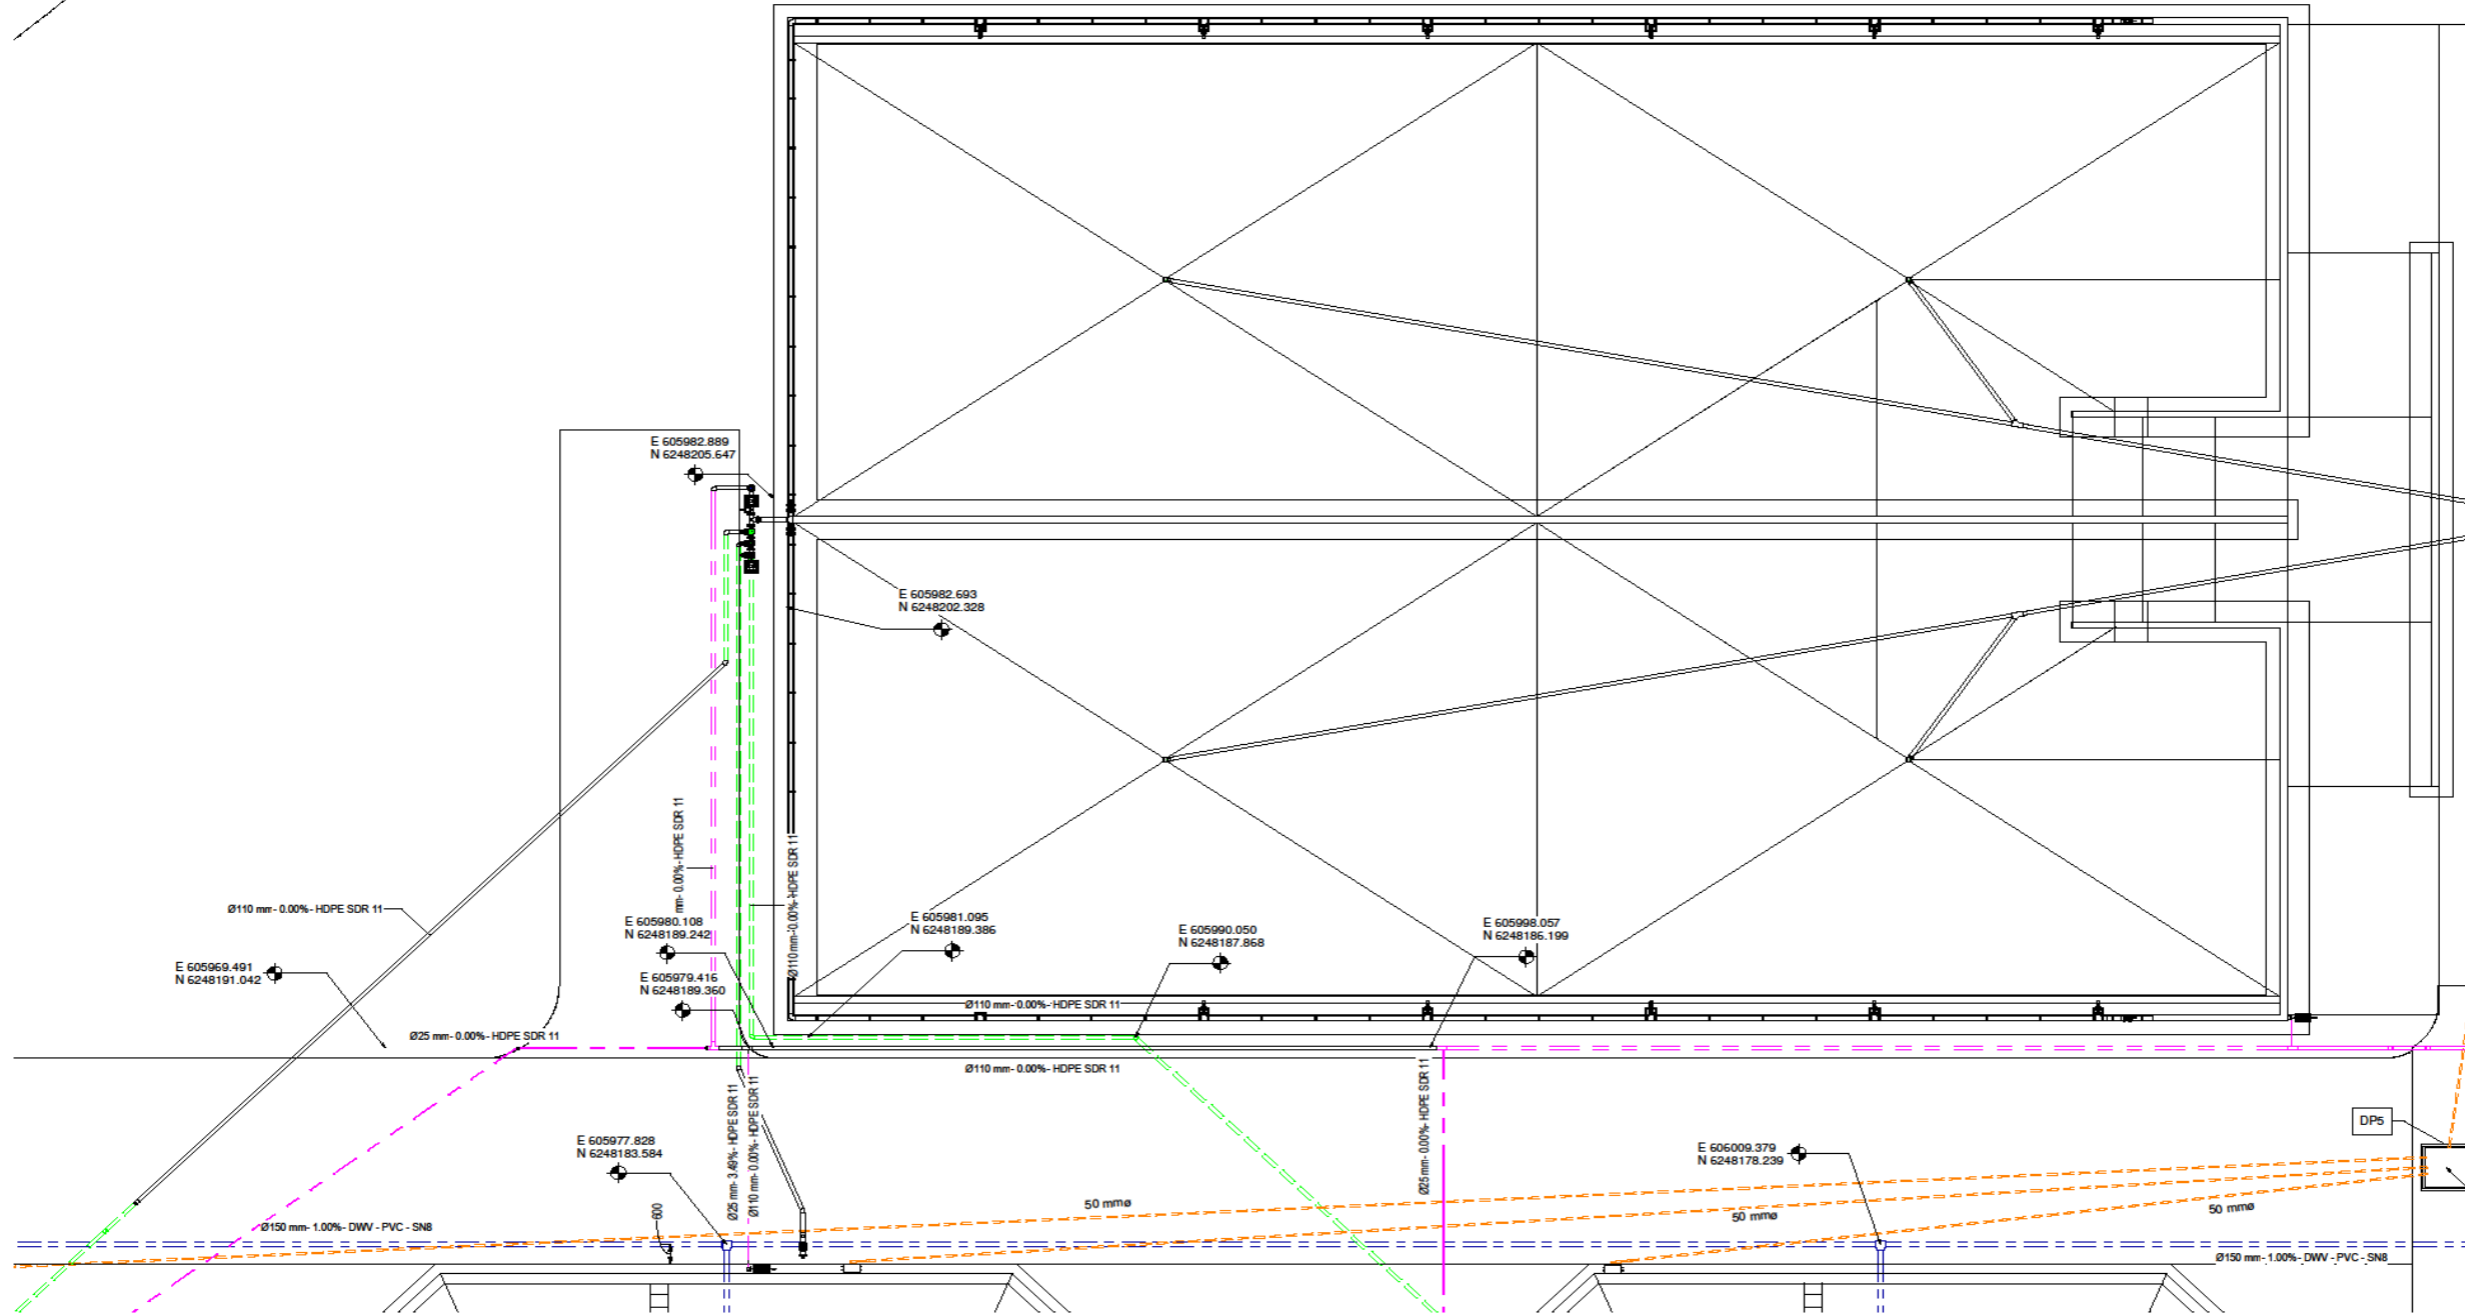 E 605982.889
N 6248205.647
E 605982.693
N 6248202.328
mm- 0.00%- HDPE SDR 11
Ø110 mm- 0.00%- HDPE SDR 11
Ø110 mm- 0.00%- HDPE SDR 11
E 605980.108
N 6248189.242
E 605981.095
N 6248189.386
E 605990.050
N 6248187.868
E 605998.057
N 6248186.199
E 605969.491
N 6248191.042
E 605979.416
N 6248189.360
Ø110 mm- 0.00%- HDPE SDR 11
Ø25 mm- 0.00%- HDPE SDR 11
Ø110 mm- 0.00%- HDPE SDR 11
Ø25 mm- 3.49%- HDPE SDR 11
Ø110 mm- 0.00%- HDPE SDR 11
Ø25 mm- 0.00%- HDPE SDR 11
DP5
E 605977.828
N 6248183.584
E 606009.379
N 6248178.239
600
50 mmø
50 mmø
50 mmø
Ø150 mm- 1.00%- DWV - PVC - SN8
Ø150 mm- 1.00%- DWV - PVC - SN8